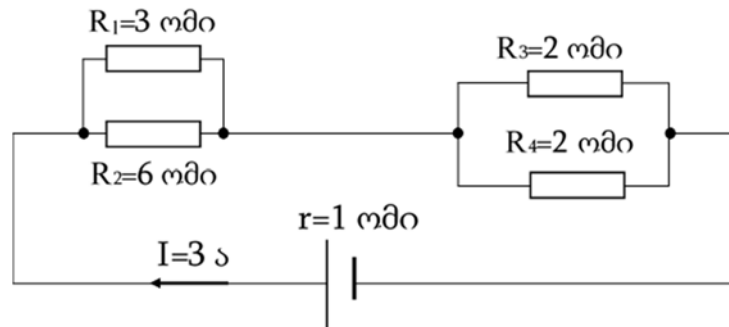 R₁=3 ომი
R₂=6 ომი
R₃=2 ომი
R₄=2 ომი
r=1 ომი
I=3 ა